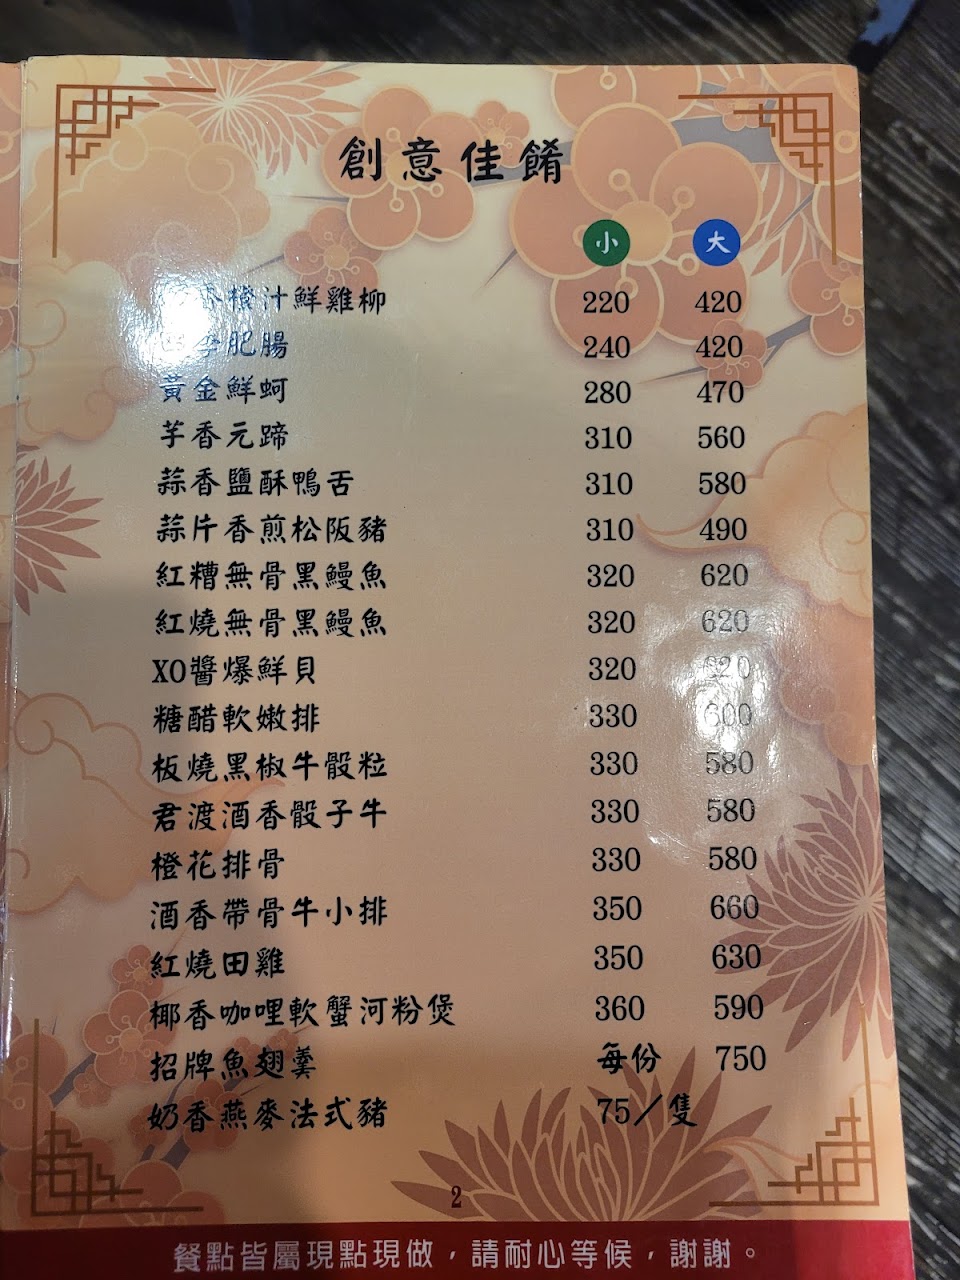 創意佳餚
小 大
汁鮮雞柳 220 420
肥腸 240 420
黃金鮮蚵 280 470
芋香元蹄 310 560
蒜香鹽酥鴨舌 310 580
蒜片香煎松阪豬 310 490
紅糟無骨黑鰻魚 320 620
紅燒無骨黑鰻魚 320 620
XO醬爆鮮貝 320 620
糖醋軟嫩排 330 600
板燒黑椒牛骰粒 330 580
君渡酒香骰子牛 330 580
橙花排骨 330 580
酒香帶骨牛小排 350 660
紅燒田雞 350 630
椰香咖哩軟蟹河粉煲 360 590
招牌魚翅羹 每份 750
奶香燕麥法式豬 75／隻
2
餐點皆屬現點現做，請耐心等候，謝謝。